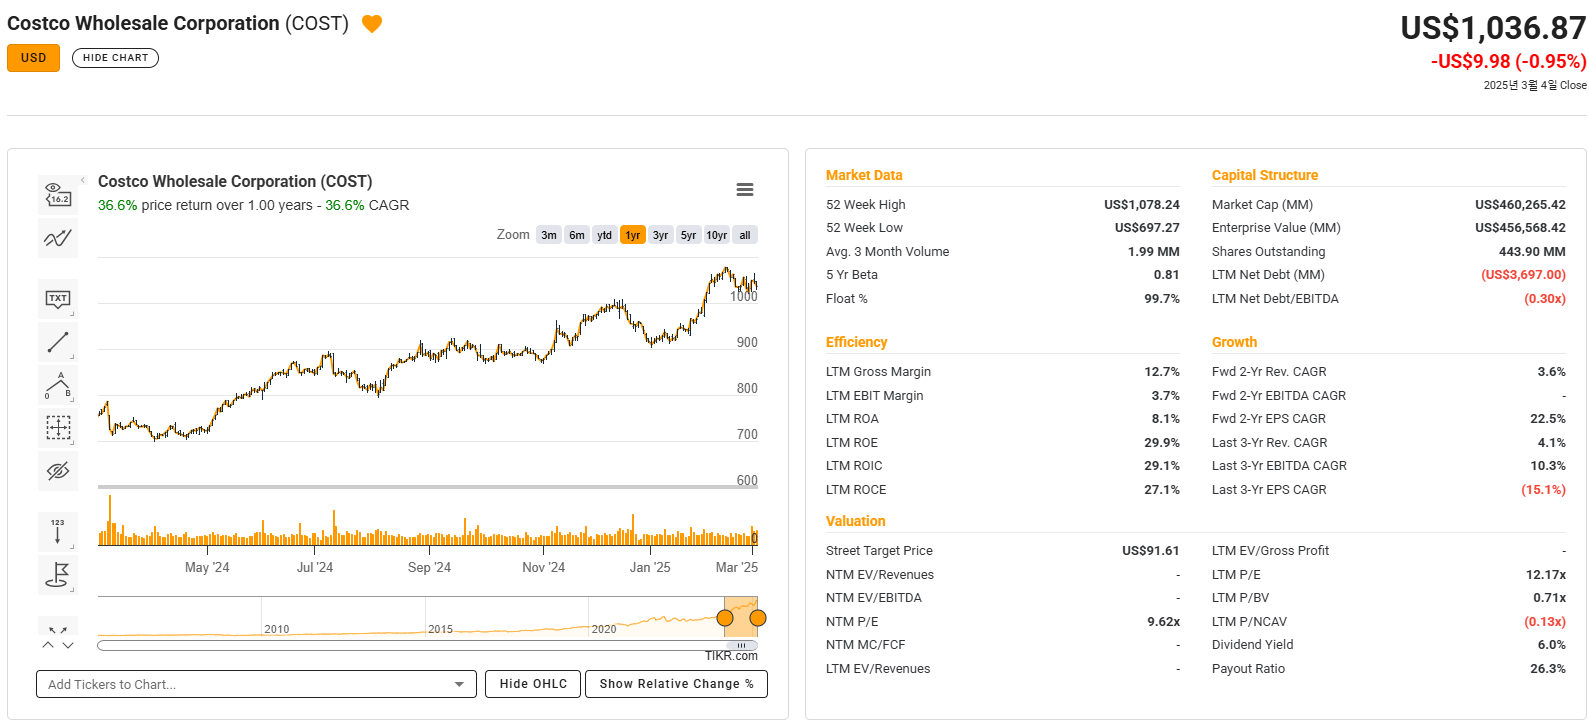 Costco Wholesale Corporation (COST)
USD
HIDE CHART
US$1,036.87
-US$9.98 (-0.95%)
2025년 3월 4일 Close
16.2
TXT
A
0 B
123
Costco Wholesale Corporation (COST)
36.6% price return over 1.00 years - 36.6% CAGR
Zoom 3m 6m ytd 1yr 3yr 5yr 10yr all
1000
900
800
700
600
0
May '24 Jul '24 Sep '24 Nov '24 Jan '25 Mar '25
2010 2015 2020
TIKR.com
Add Tickers to Chart...
Hide OHLC
Show Relative Change %
Market Data
52 Week High US$1,078.24
52 Week Low US$697.27
Avg. 3 Month Volume 1.99 MM
5 Yr Beta 0.81
Float % 99.7%
Capital Structure
Market Cap (MM) US$460,265.42
Enterprise Value (MM) US$456,568.42
Shares Outstanding 443.90 MM
LTM Net Debt (MM) (US$3,697.00)
LTM Net Debt/EBITDA (0.30x)
Efficiency
LTM Gross Margin 12.7%
LTM EBIT Margin 3.7%
LTM ROA 8.1%
LTM ROE 29.9%
LTM ROIC 29.1%
LTM ROCE 27.1%
Growth
Fwd 2-Yr Rev. CAGR 3.6%
Fwd 2-Yr EBITDA CAGR -
Fwd 2-Yr EPS CAGR 22.5%
Last 3-Yr Rev. CAGR 4.1%
Last 3-Yr EBITDA CAGR 10.3%
Last 3-Yr EPS CAGR (15.1%)
Valuation
Street Target Price US$91.61
NTM EV/Revenues -
NTM EV/EBITDA -
NTM P/E 9.62x
NTM MC/FCF -
LTM EV/Revenues -
LTM EV/Gross Profit -
LTM P/E 12.17x
LTM P/BV 0.71x
LTM P/NCAV (0.13x)
Dividend Yield 6.0%
Payout Ratio 26.3%